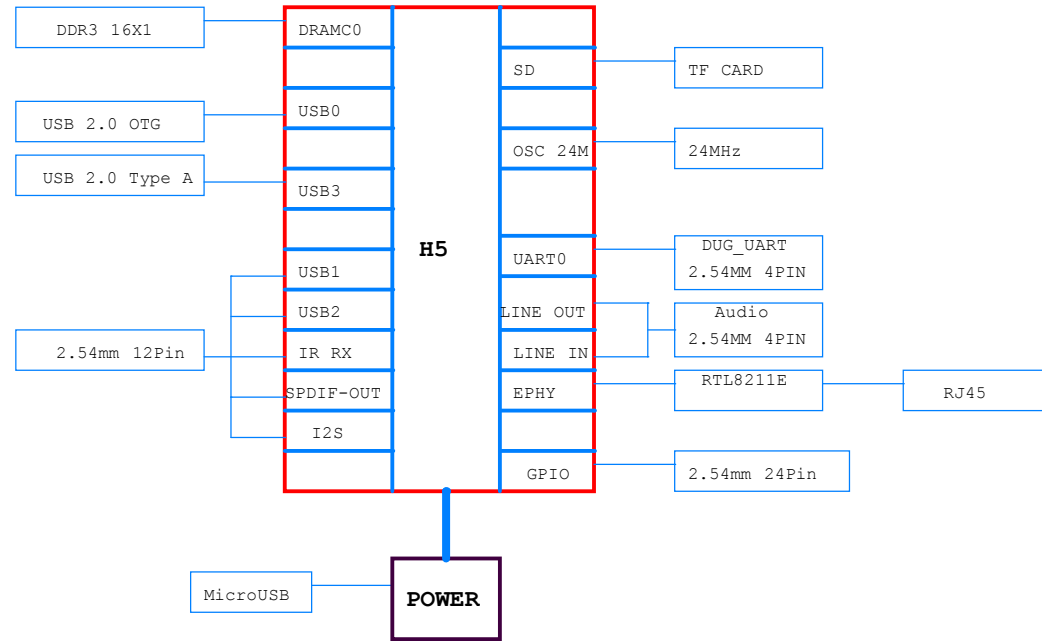 DDR3 16X1
DRAMC0
SD
TF CARD
USB0
USB 2.0 OTG
OSC 24M
24MHz
USB 2.0 Type A
USB3
H5
UART0
DUG_UART
2.54MM 4PIN
USB1
USB2
LINE OUT
Audio
2.54MM 4PIN
2.54mm 12Pin
IR RX
LINE IN
SPDIF-OUT
EPHY
RTL8211E
RJ45
I2S
GPIO
2.54mm 24Pin
MicroUSB
POWER